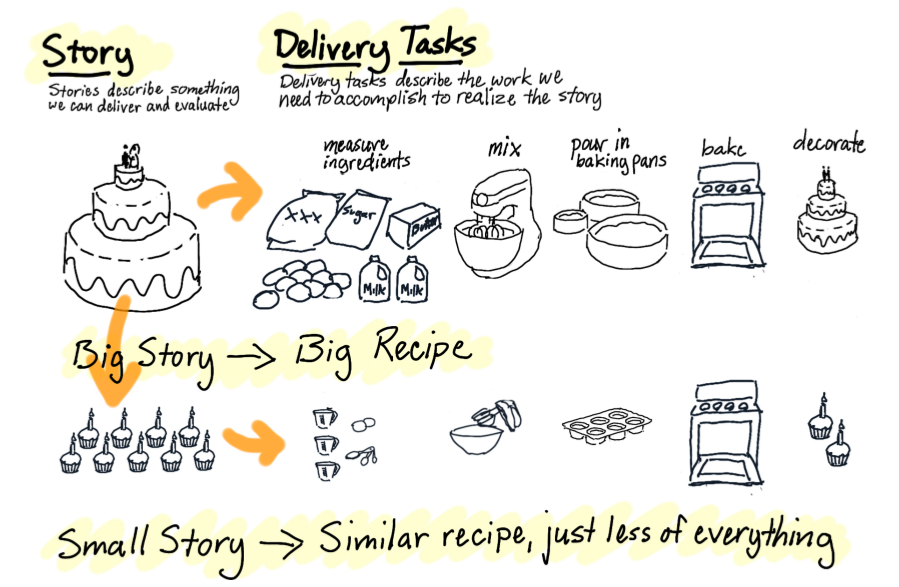 Story
Stories describe something
we can deliver and evaluate
Delivery Tasks
Delivery tasks describe the work we
need to accomplish to realize the story
measure
ingredients
mix
pour in
baking pans
bake
decorate
XXX
Sugar
Butter
Milk
Milk
Big Story → Big Recipe
Small Story → Similar recipe, just less of everything